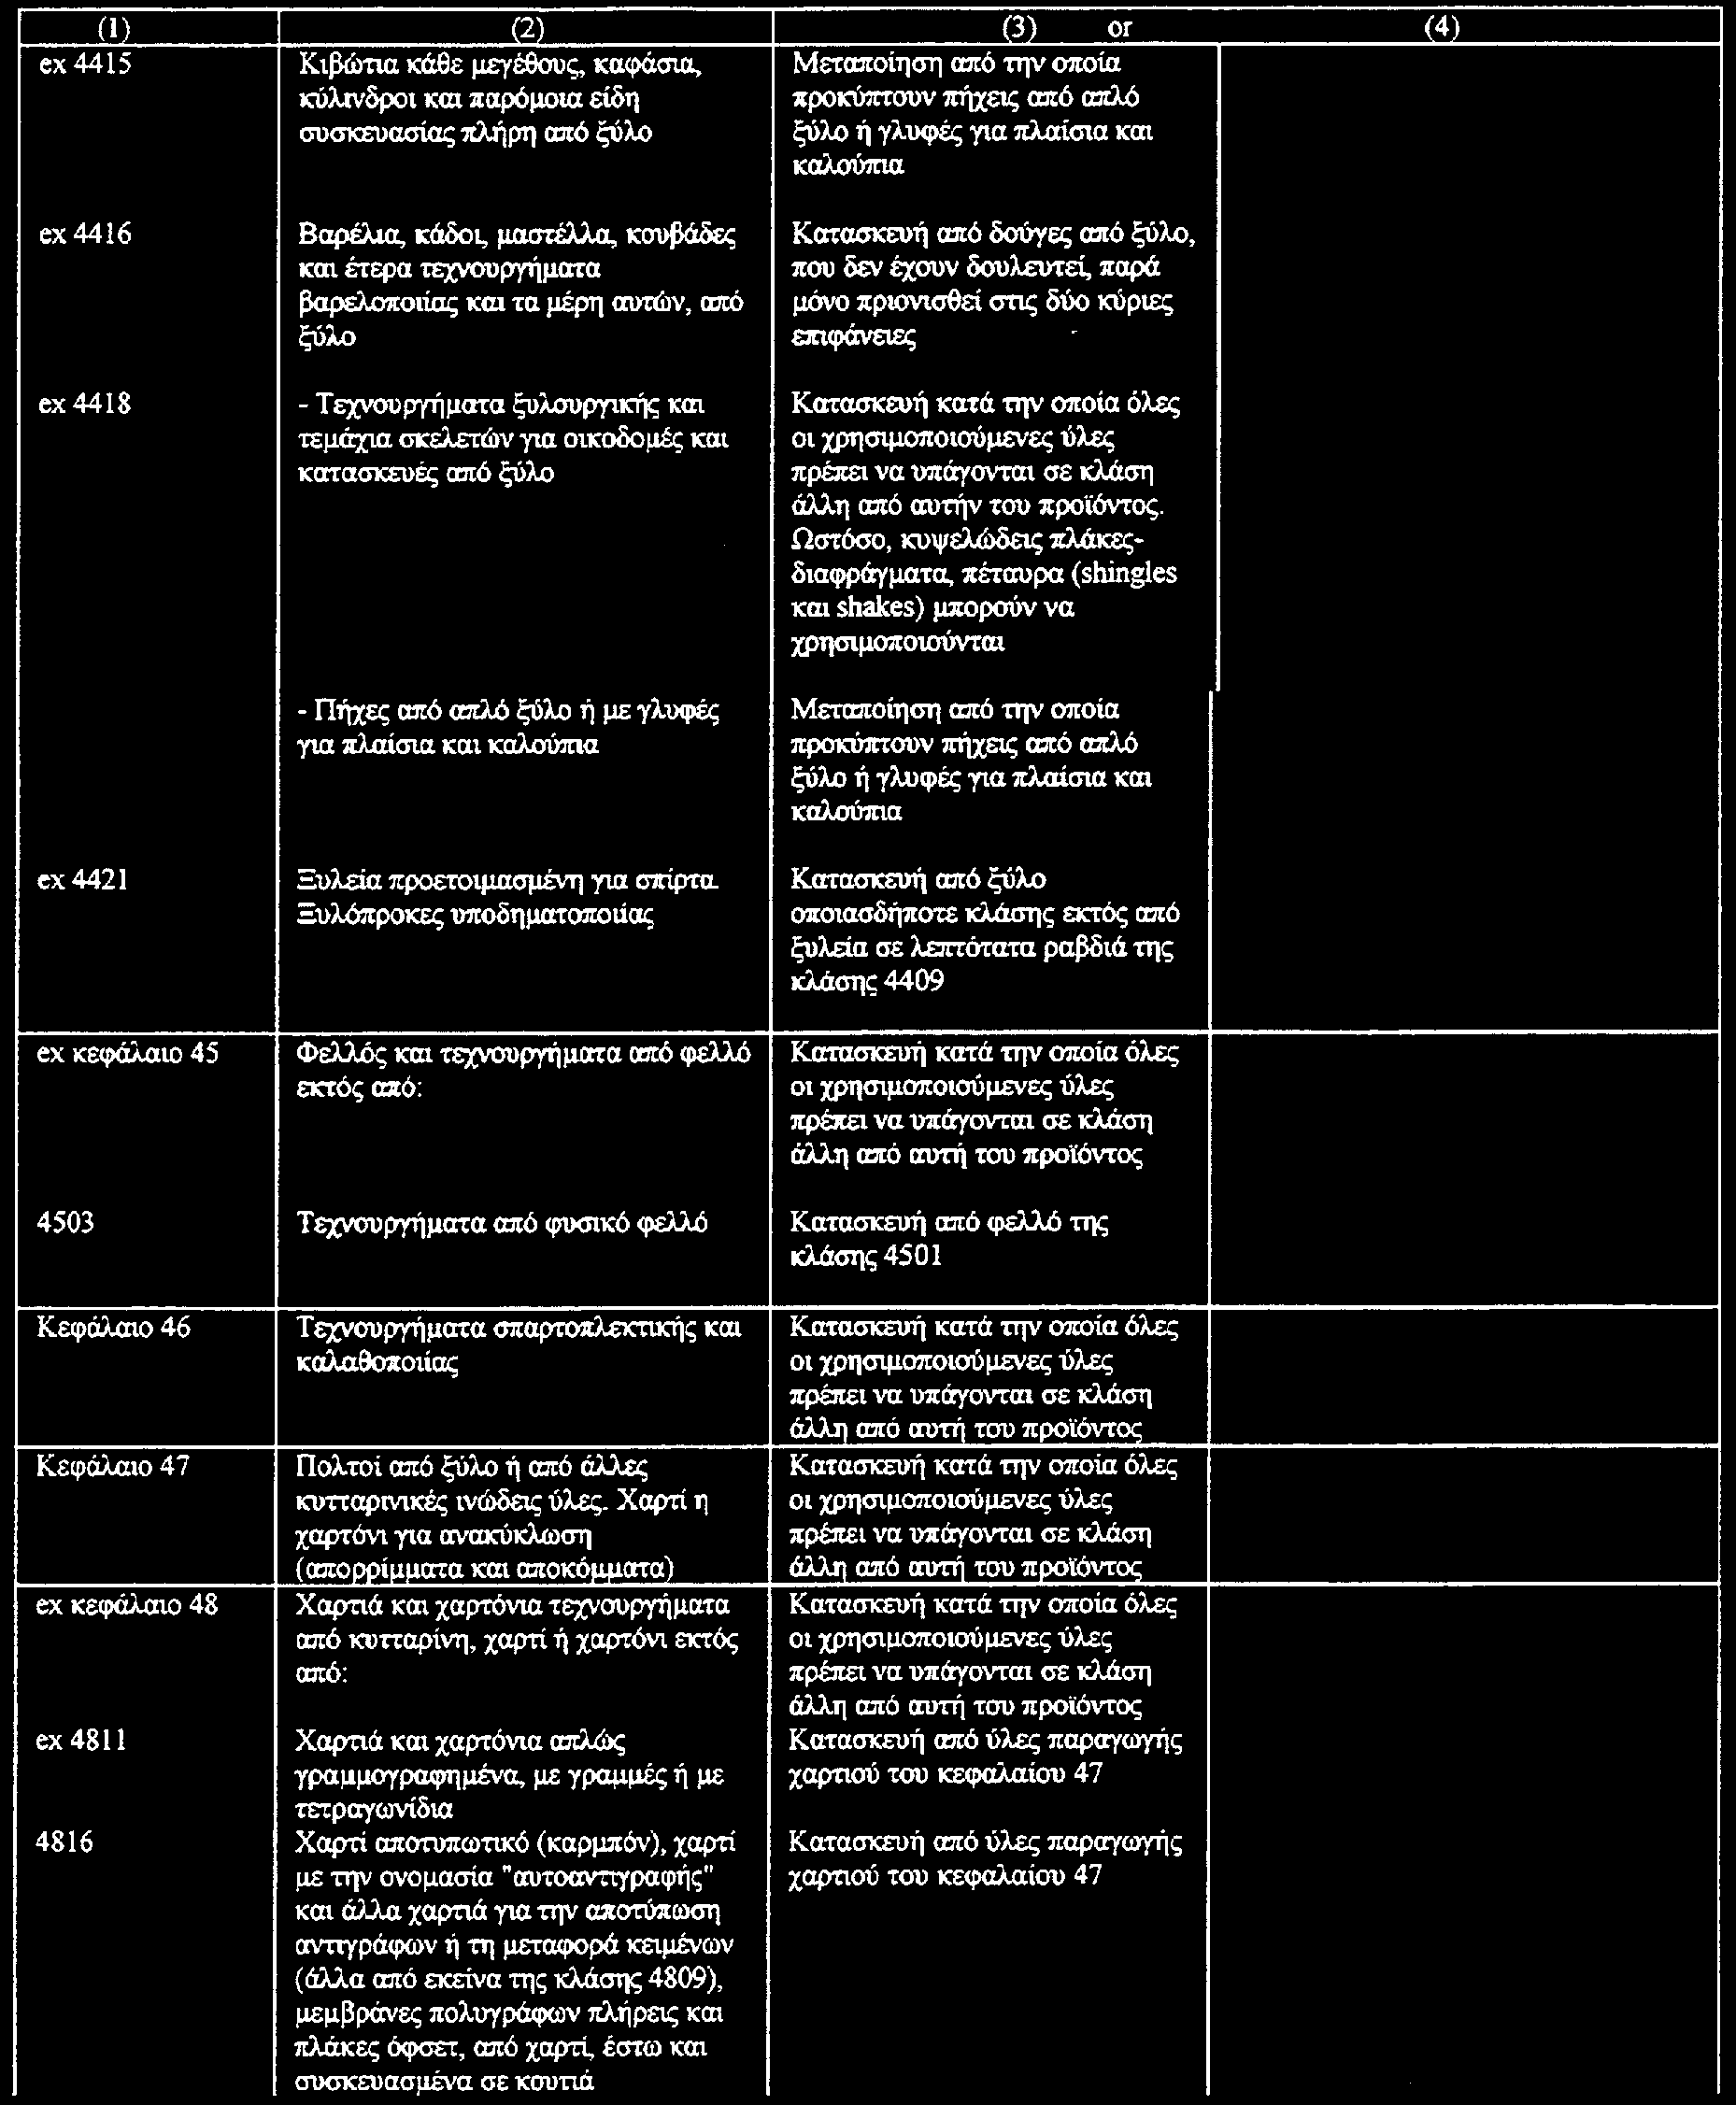 (1) (2) (3) or (4)
ex 4415 Κιβώτια κάθε μεγέθους, καφάσια, Μεταποίηση από την οποία
κύλινδροι και παρόμοια είδη προκύπτουν πήχεις από απλό
συσκευασίας πλήρη από ξύλο ξύλο ή γλυφές για πλαίσια και
καλούπια
ex 4416 Βαρέλια, κάδοι, μαστέλλα, κουβάδες Κατασκευή από δούγες από ξύλο,
και έτερα τεχνουργήματα που δεν έχουν δουλευτεί, παρά
βαρελοποιίας και τα μέρη αυτών, από μόνο πριονισθεί στις δύο κύριες
ξύλο επιφάνειες
ex 4418 - Τεχνουργήματα ξυλουργικής και Κατασκευή κατά την οποία όλες
τεμάχια σκελετών για οικοδομές και οι χρησιμοποιούμενες ύλες
κατασκευές από ξύλο πρέπει να υπάγονται σε κλάση
άλλη από αυτήν του προϊόντος.
Ωστόσο, κυψελώδεις πλάκες-
διαφράγματα, πέταυρα (shingles
και shakes) μπορούν να
χρησιμοποιούνται
- Πήχες από απλό ξύλο ή με γλυφές Μεταποίηση από την οποία
για πλαίσια και καλούπια προκύπτουν πήχεις από απλό
ξύλο ή γλυφές για πλαίσια και
καλούπια
ex 4421 Ξυλεία προετοιμασμένη για σπίρτα. Κατασκευή από ξύλο
Ξυλόπροκες υποδηματοποιίας οποιασδήποτε κλάσης εκτός από
ξυλεία σε λεπτότατα ραβδιά της
κλάσης 4409
ex κεφάλαιο 45 Φελλός και τεχνουργήματα από φελλό Κατασκευή κατά την οποία όλες
εκτός από: οι χρησιμοποιούμενες ύλες
πρέπει να υπάγονται σε κλάση
άλλη από αυτή του προϊόντος
4503 Τεχνουργήματα από φυσικό φελλό Κατασκευή από φελλό της
κλάσης 4501
Κεφάλαιο 46 Τεχνουργήματα σπαρτοπλεκτικής και Κατασκευή κατά την οποία όλες
καλαθοποιίας οι χρησιμοποιούμενες ύλες
πρέπει να υπάγονται σε κλάση
άλλη από αυτή του προϊόντος
Κεφάλαιο 47 Πολτοί από ξύλο ή από άλλες Κατασκευή κατά την οποία όλες
κυτταρινικές ινώδεις ύλες. Χαρτί η οι χρησιμοποιούμενες ύλες
χαρτόνι για ανακύκλωση πρέπει να υπάγονται σε κλάση
(απορρίμματα και αποκόμματα) άλλη από αυτή του προϊόντος
ex κεφάλαιο 48 Χαρτιά και χαρτόνια τεχνουργήματα Κατασκευή κατά την οποία όλες
από κυτταρίνη, χαρτί ή χαρτόνι εκτός οι χρησιμοποιούμενες ύλες
από: πρέπει να υπάγονται σε κλάση
άλλη από αυτή του προϊόντος
ex 4811 Χαρτιά και χαρτόνια απλώς Κατασκευή από ύλες παραγωγής
γραμμογραφημένα, με γραμμές ή με χαρτιού του κεφαλαίου 47
τετραγωνίδια
4816 Χαρτί αποτυπωτικό (καρμπόν), χαρτί Κατασκευή από ύλες παραγωγής
με την ονομασία "αυτοαντιγραφής" χαρτιού του κεφαλαίου 47
και άλλα χαρτιά για την αποτύπωση
αντιγράφων ή τη μεταφορά κειμένων
(άλλα από εκείνα της κλάσης 4809),
μεμβράνες πολυγράφων πλήρεις και
πλάκες όφσετ, από χαρτί, έστω και
συσκευασμένα σε κουτιά